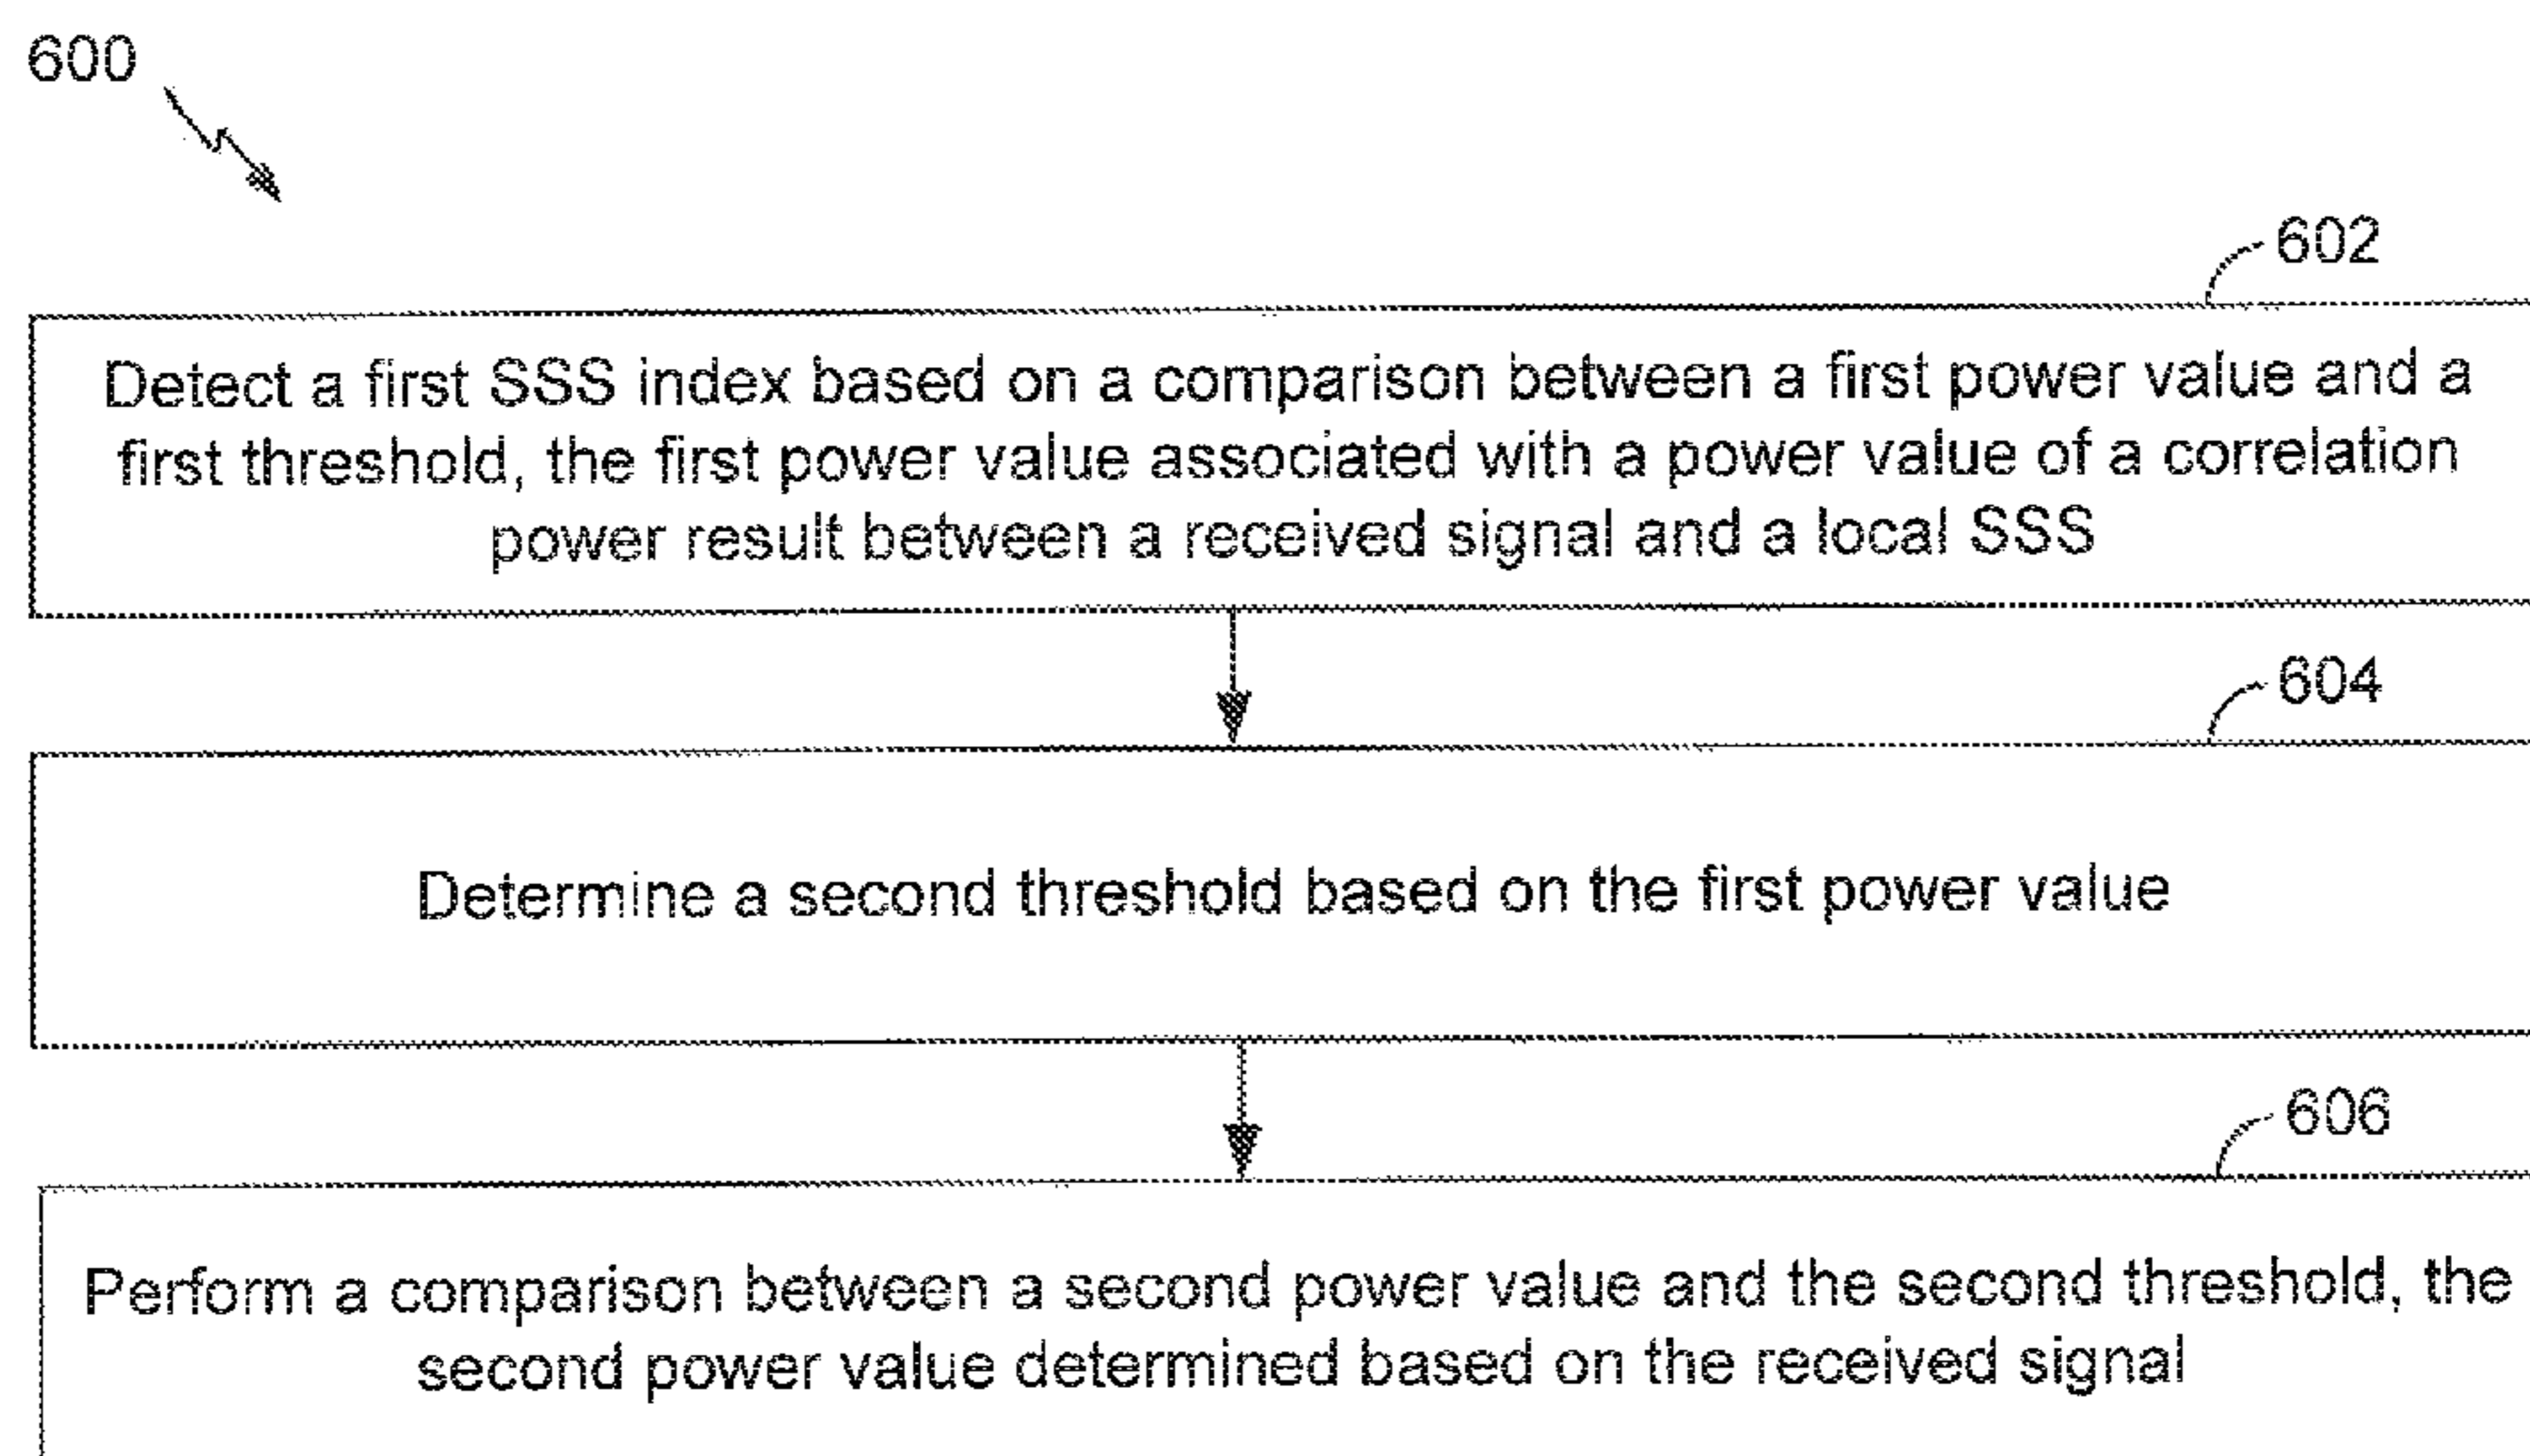 600
602
Detect a first SSS index based on a comparison between a first power value and a
first threshold, the first power value associated with a power value of a correlation
power result between a received signal and a local SSS
604
Determine a second threshold based on the first power value
606
Perform a comparison between a second power value and the second threshold, the
second power value determined based on the received signal